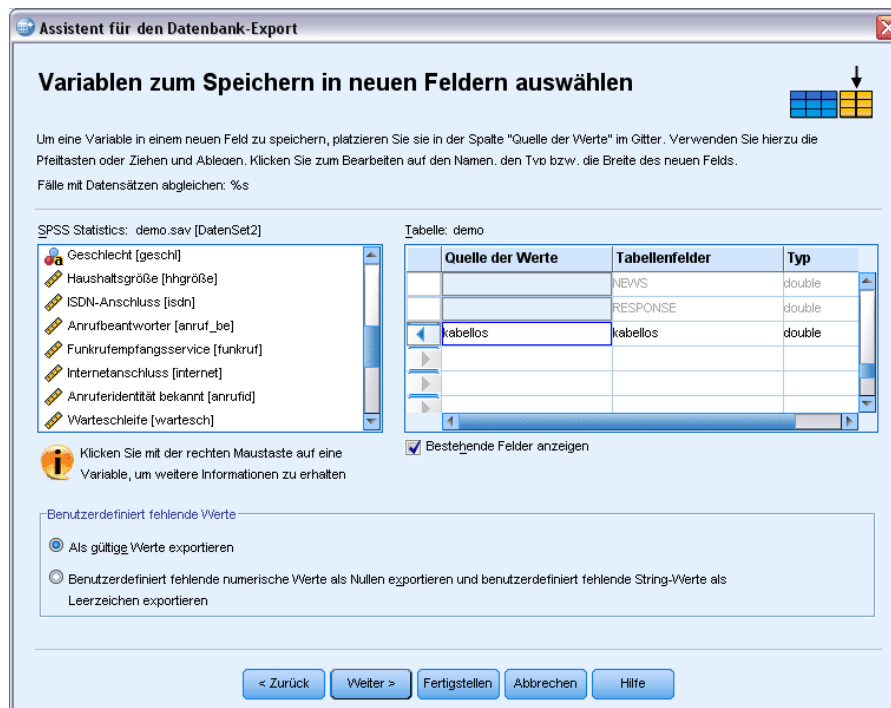 Assistent für den Datenbank-Export
Variablen zum Speichern in neuen Feldern auswählen
Um eine Variable in einem neuen Feld zu speichern, platzieren Sie sie in der Spalte "Quelle der Werte" im Gitter. Verwenden Sie hierzu die
Pfeiltasten oder Ziehen und Ablegen. Klicken Sie zum Bearbeiten auf den Namen, den Typ bzw. die Breite des neuen Felds.
Fälle mit Datensätzen abgleichen: %s
SPSS Statistics: demo.sav [DatenSet2]
Geschlecht [geschl]
Haushaltsgröße [hhgröße]
ISDN-Anschluss [isdn]
Anrufbeantworter [anruf_be]
Funkrufempfangsservice [funkruf]
Internetanschluss [internet]
Anruferidentität bekannt [anrufid]
Warteschleife [wartesch]
Klicken Sie mit der rechten Maustaste auf eine
Variable, um weitere Informationen zu erhalten
Tabelle: demo
Quelle der Werte Tabellenfelder Typ
NEWS double
RESPONSE double
kabellos kabellos double
Bestehende Felder anzeigen
Benutzerdefiniert fehlende Werte
Als gültige Werte exportieren
Benutzerdefiniert fehlende numerische Werte als Nullen exportieren und benutzerdefiniert fehlende String-Werte als
Leerzeichen exportieren
< Zurück Weiter > Fertigstellen Abbrechen Hilfe